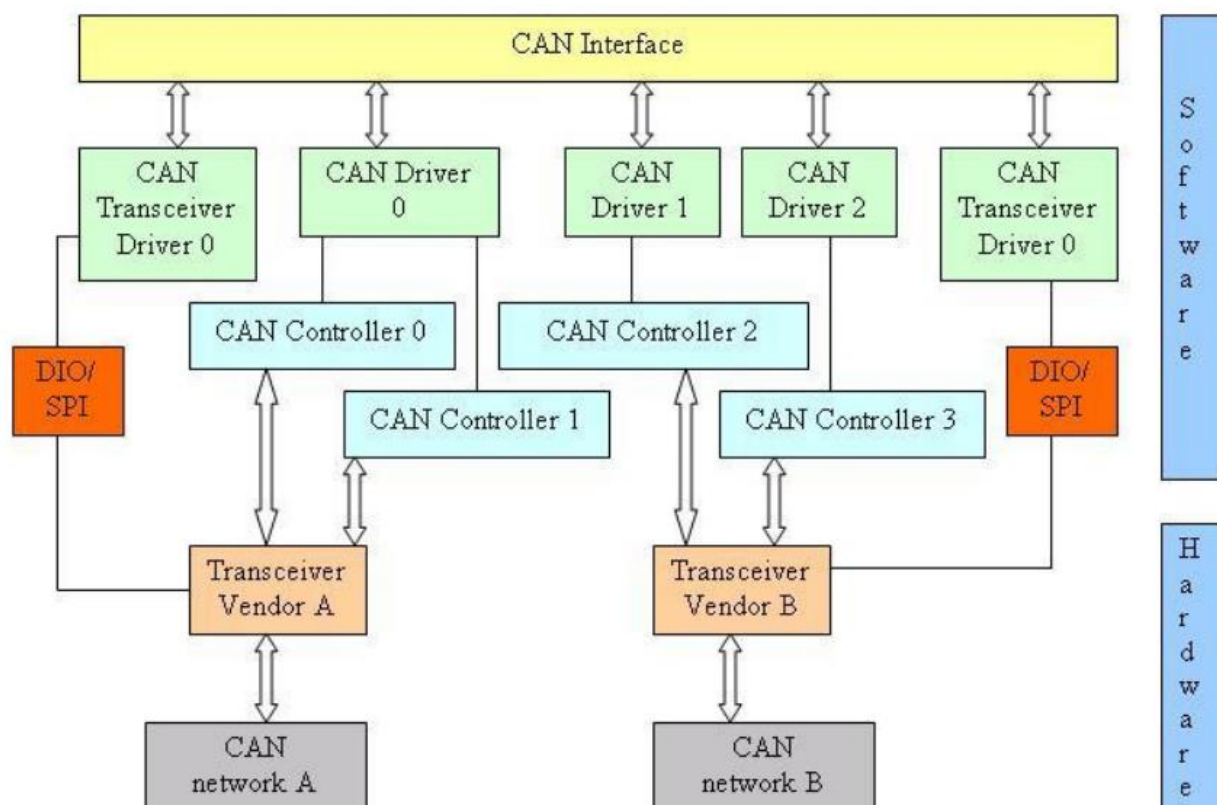 CAN Interface
CAN
Transceiver
Driver 0
CAN Driver
0
CAN
Driver 1
CAN
Driver 2
CAN
Transceiver
Driver 0
Software
CAN Controller 0
CAN Controller 2
DIO/
SPI
CAN Controller 1
CAN Controller 3
DIO/
SPI
Transceiver
Vendor A
Transceiver
Vendor B
Hardware
CAN
network A
CAN
network B